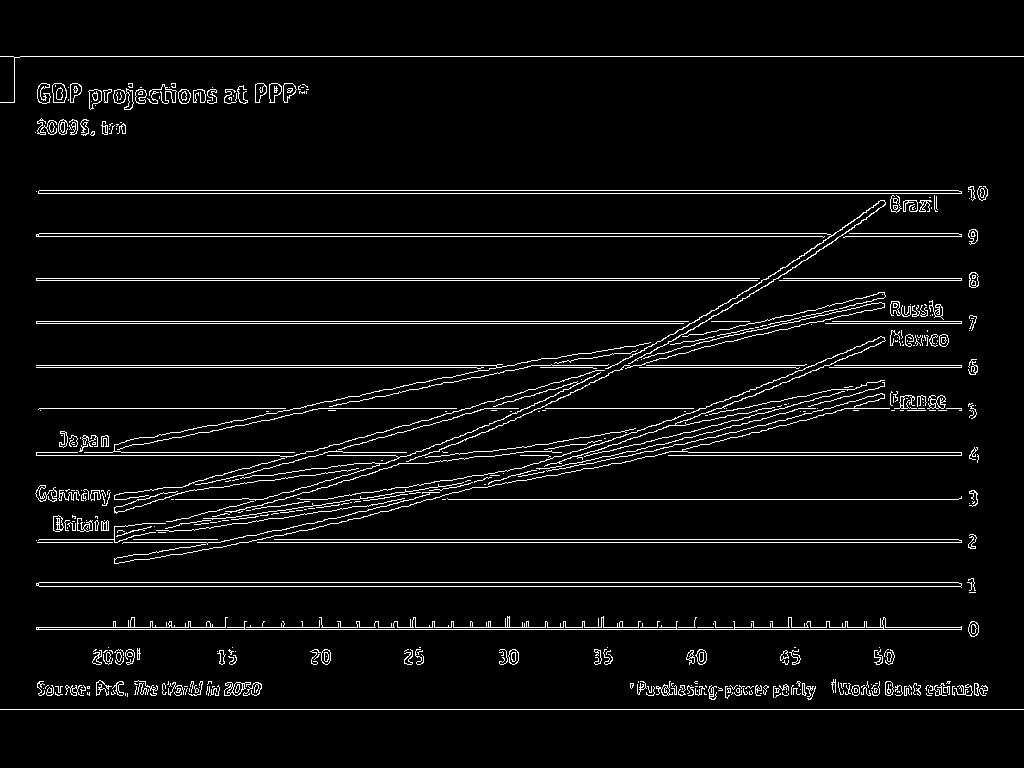 GDP projections at PPP*
2009$, trn
10
Brazil
9
8
Russia
7
Mexico
6
France
5
Japan
4
Germany
3
Britain
2
1
0
2009† 15 20 25 30 35 40 45 50
Source: PwC, The World in 2050
*Purchasing-power parity †World Bank estimate